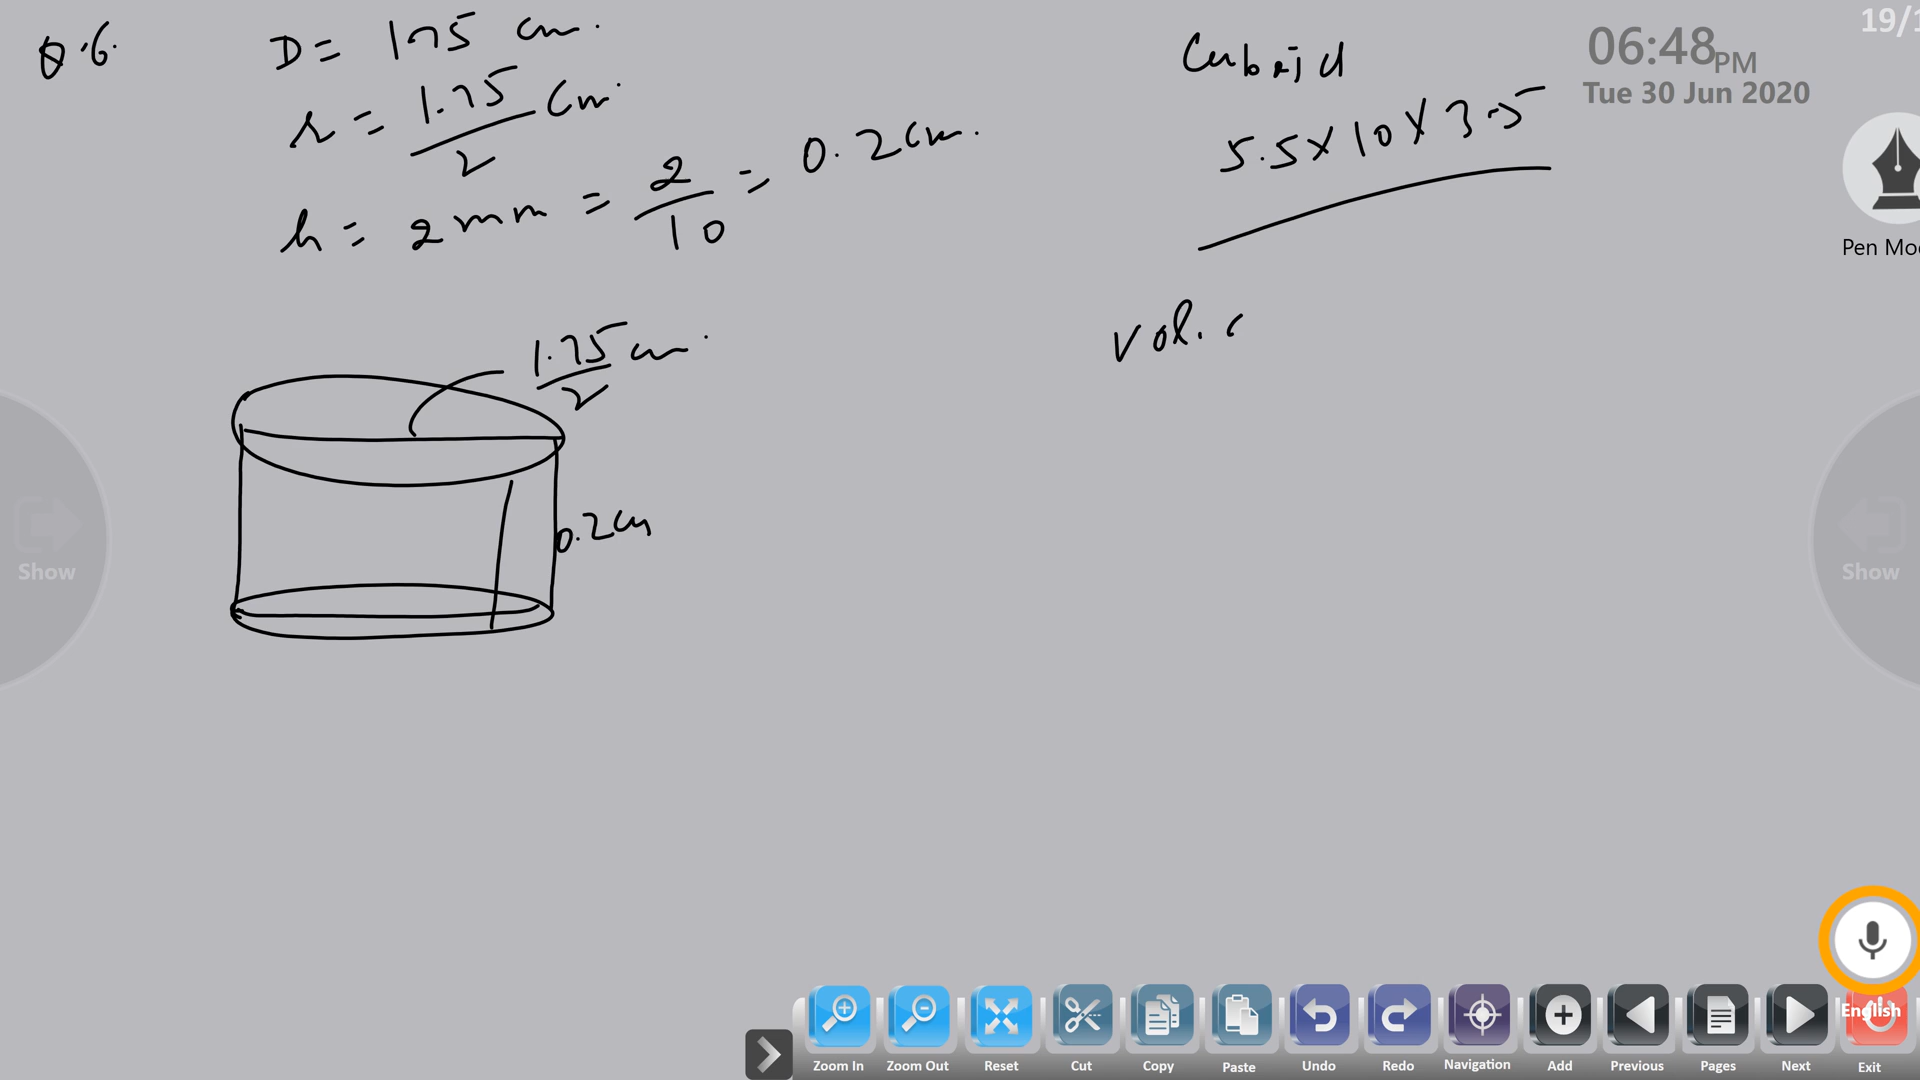 Q.6.
D = 1.75 cm.
r = 1.75/2 cm.
h = 2mm = 2/10 = 0.2cm.
1.75/2 cm.
0.2cm
Cuboid
5.5 × 10 × 3.5
Vol. c
19/1
06:48PM
Tue 30 Jun 2020
Pen Mo
Show
Show
Zoom In
Zoom Out
Reset
Cut
Copy
Paste
Undo
Redo
Navigation
Add
Previous
Pages
Next
English
Exit